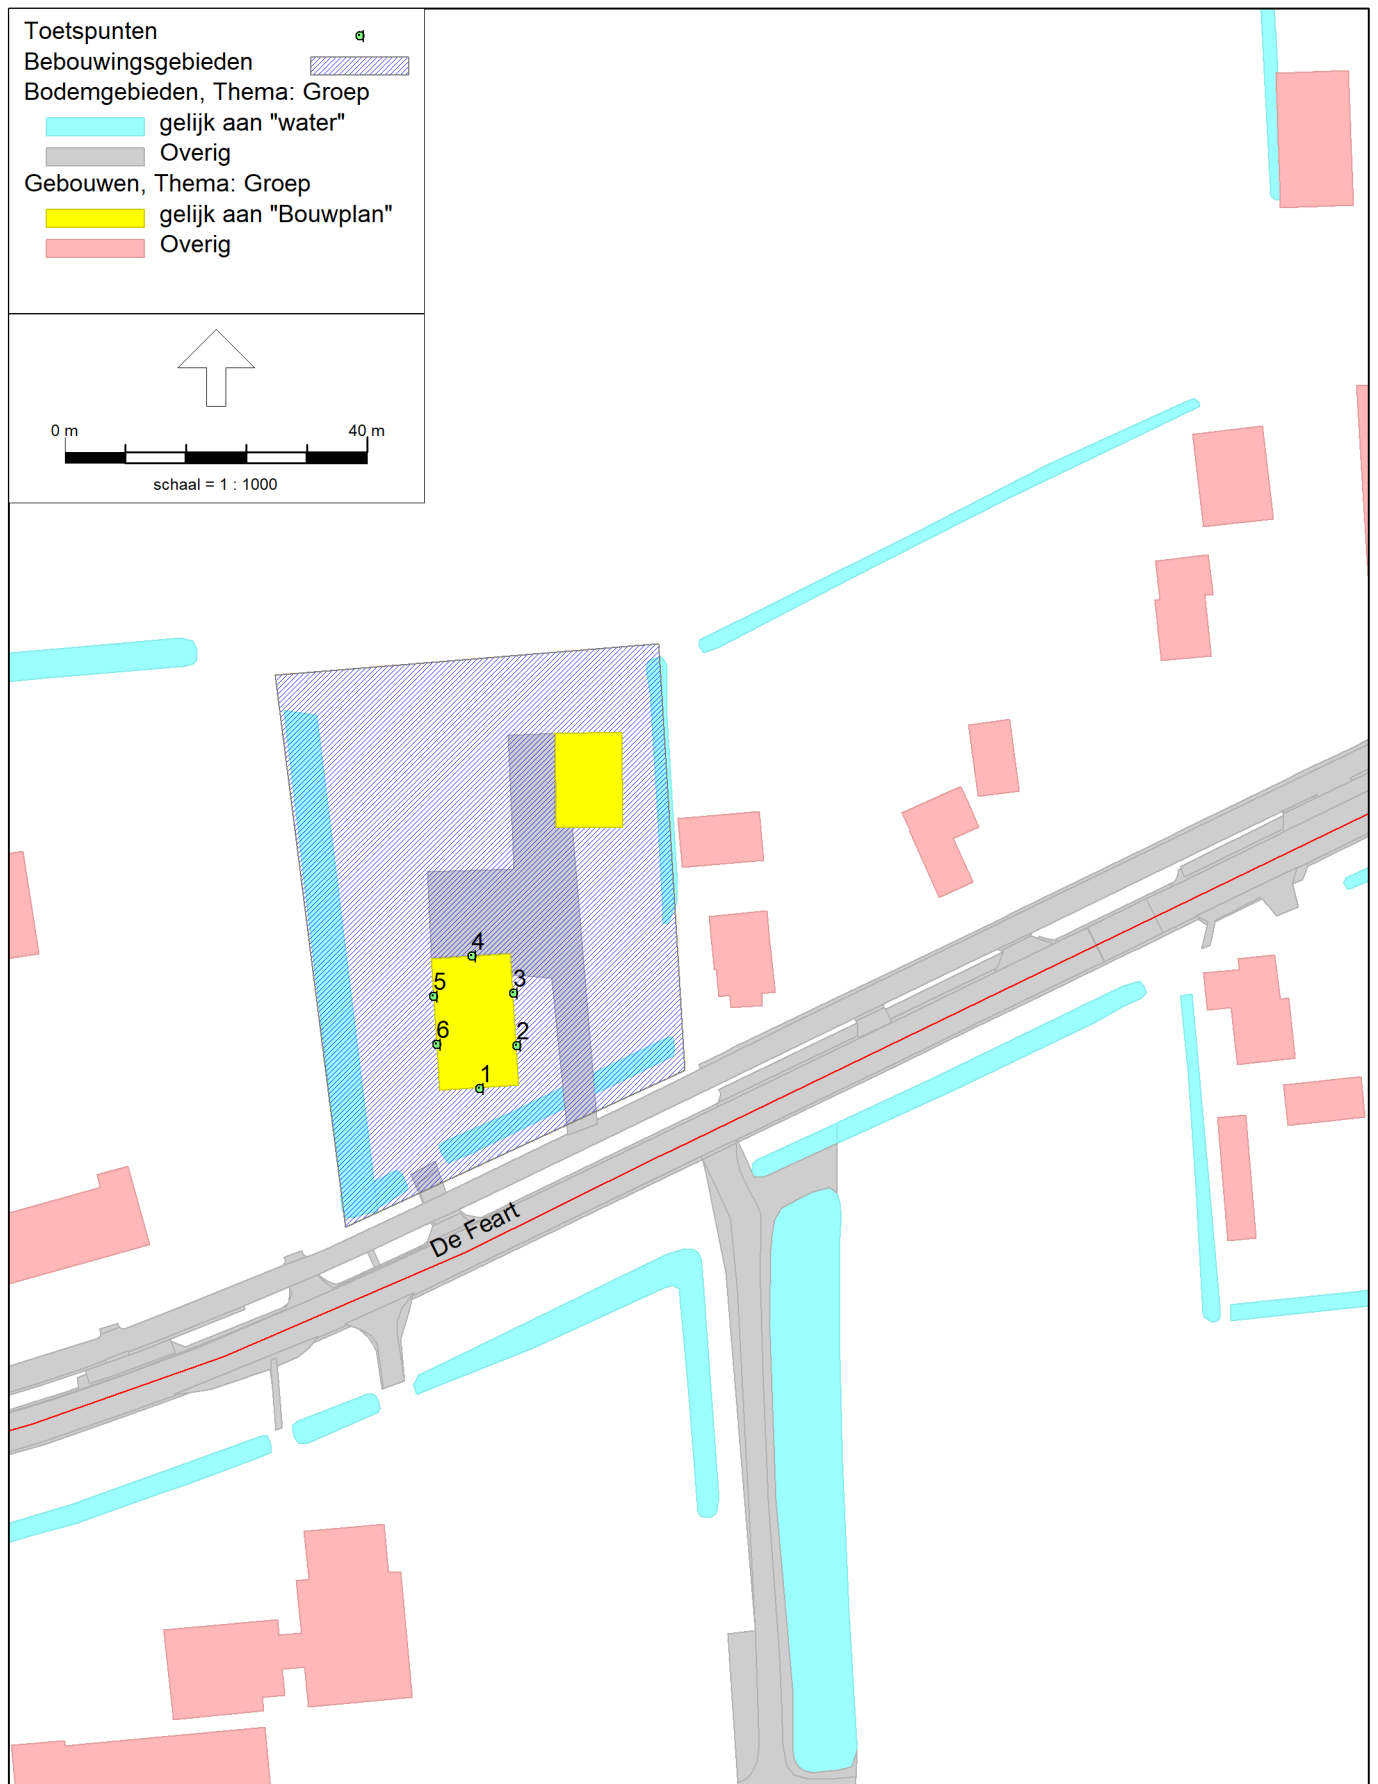 Toetspunten
Bebouwingsgebieden
Bodemgebieden, Thema: Groep
gelijk aan "water"
Overig
Gebouwen, Thema: Groep
gelijk aan "Bouwplan"
Overig
0 m 40 m
schaal = 1 : 1000
4
5 3
6 2
1
De Feart